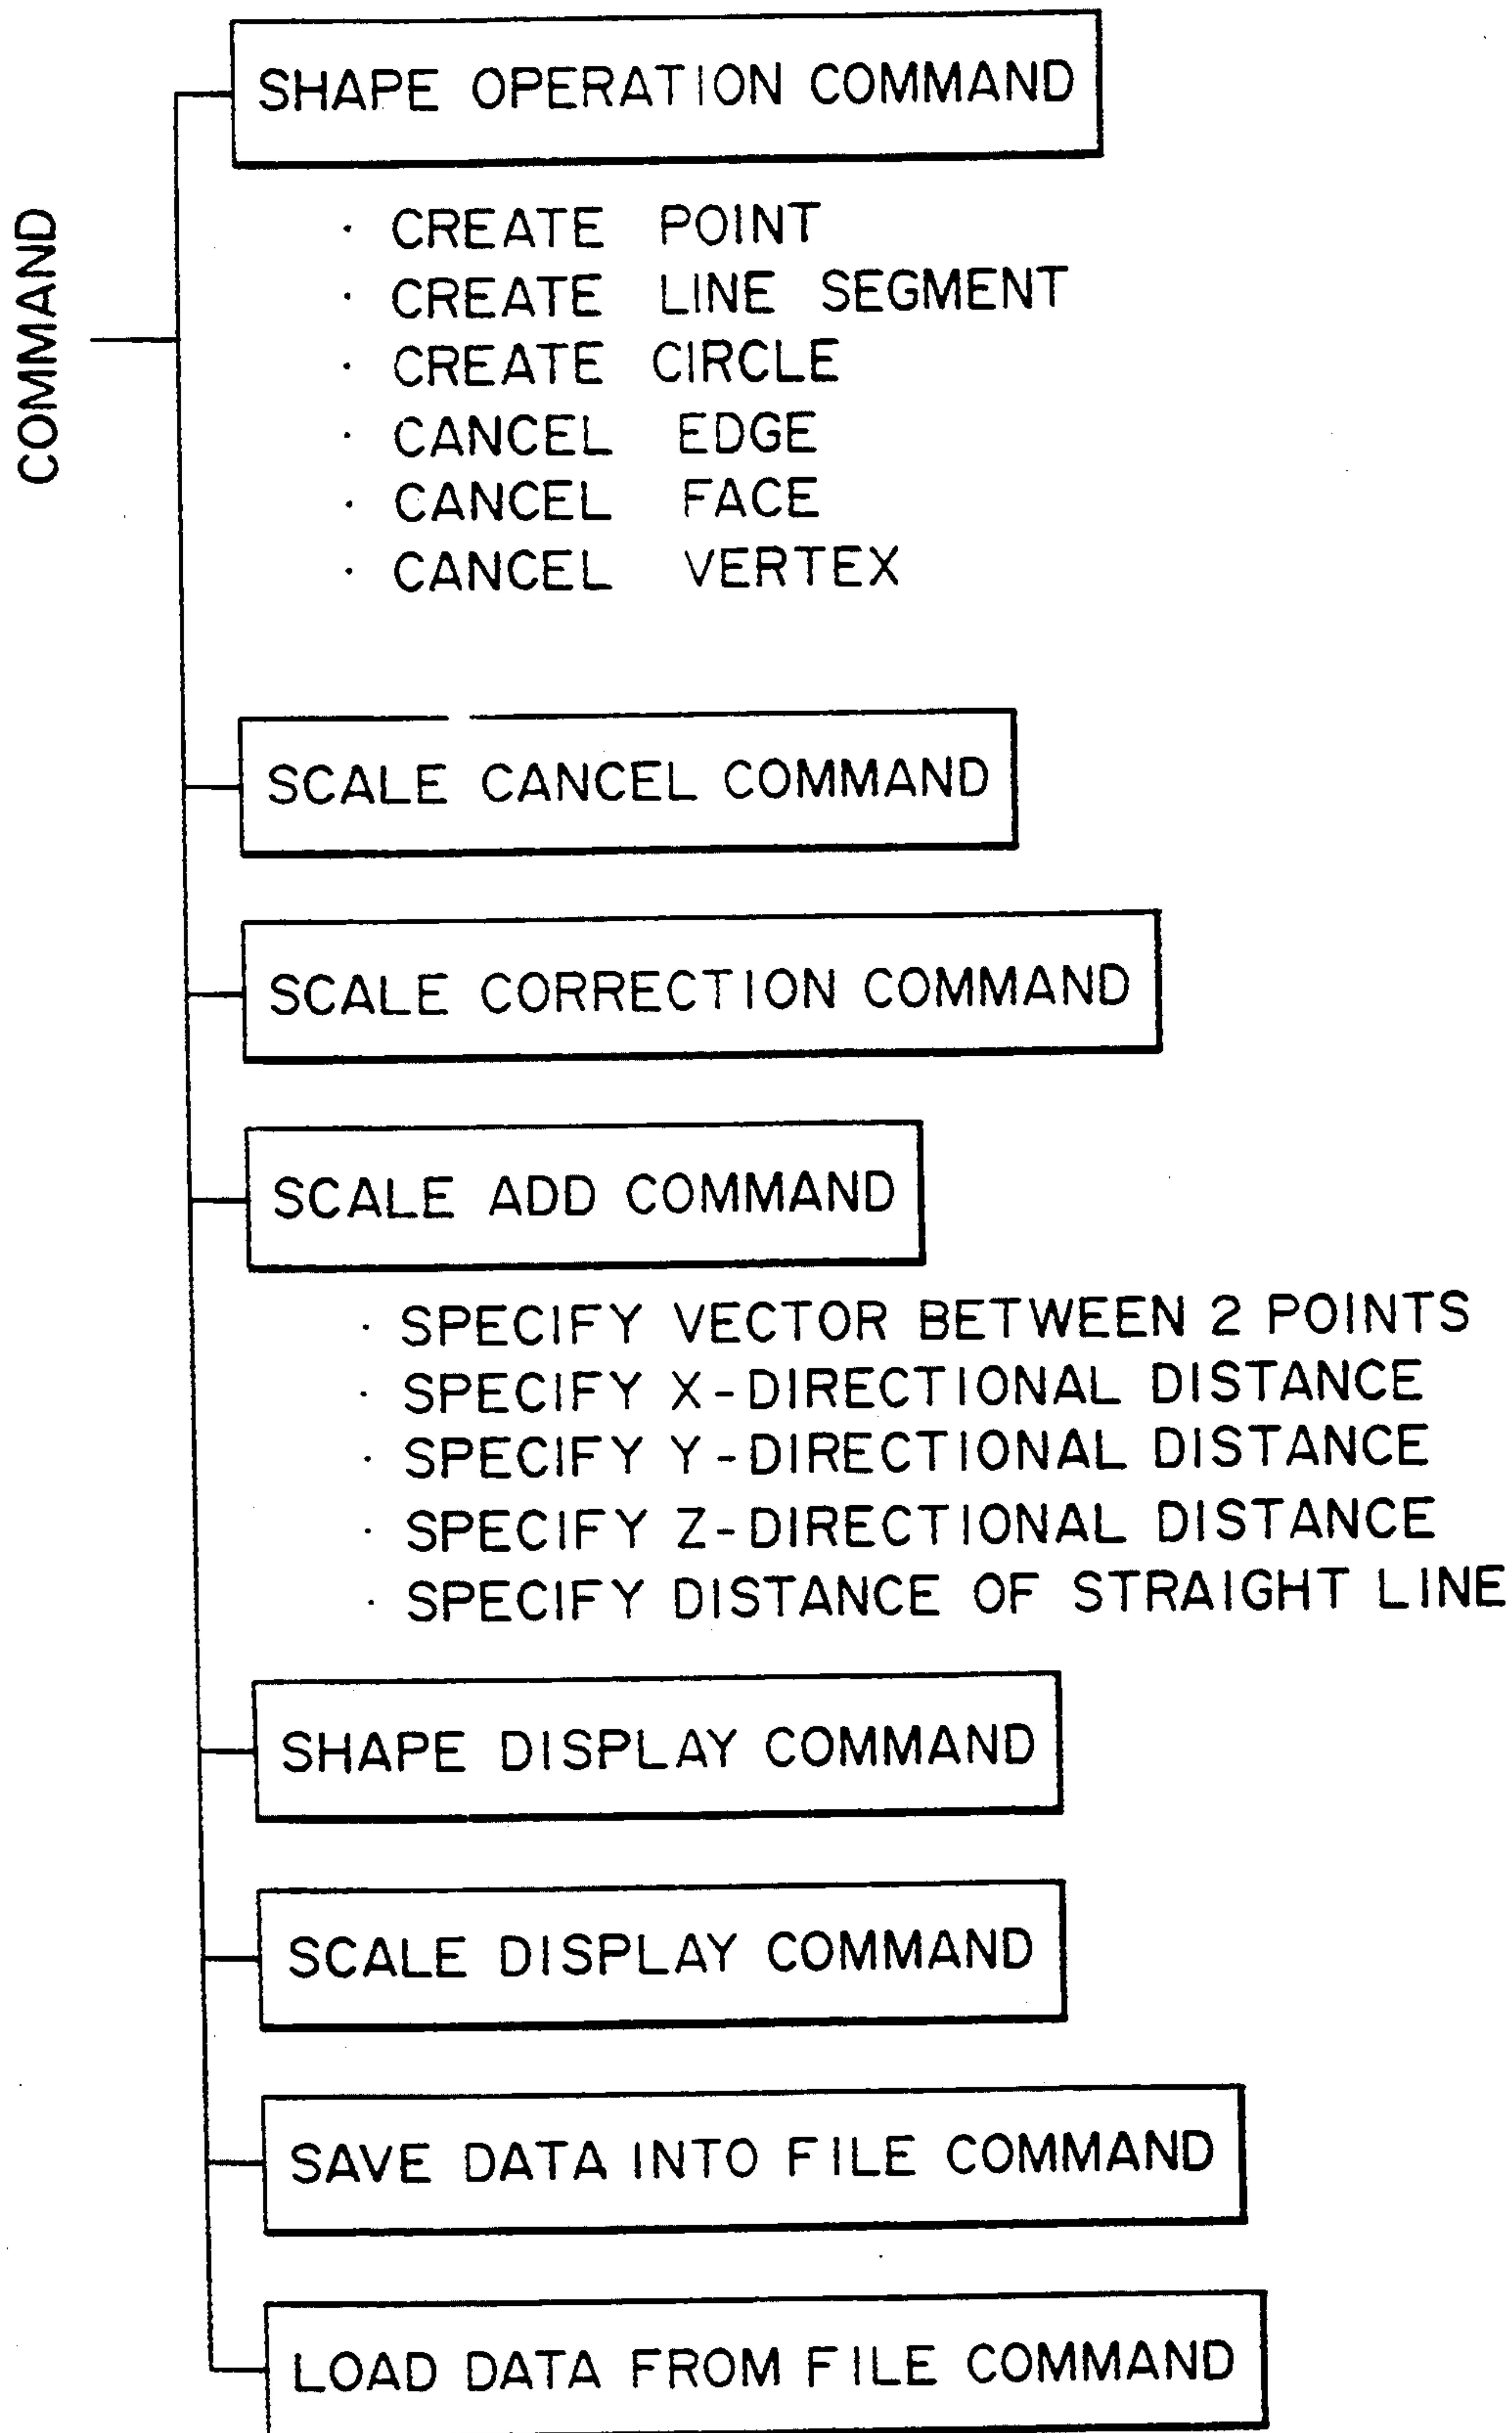 COMMAND
SHAPE OPERATION COMMAND
· CREATE POINT
· CREATE LINE SEGMENT
· CREATE CIRCLE
· CANCEL EDGE
· CANCEL FACE
· CANCEL VERTEX
SCALE CANCEL COMMAND
SCALE CORRECTION COMMAND
SCALE ADD COMMAND
· SPECIFY VECTOR BETWEEN 2 POINTS
· SPECIFY X-DIRECTIONAL DISTANCE
· SPECIFY Y-DIRECTIONAL DISTANCE
· SPECIFY Z-DIRECTIONAL DISTANCE
· SPECIFY DISTANCE OF STRAIGHT LINE
SHAPE DISPLAY COMMAND
SCALE DISPLAY COMMAND
SAVE DATA INTO FILE COMMAND
LOAD DATA FROM FILE COMMAND